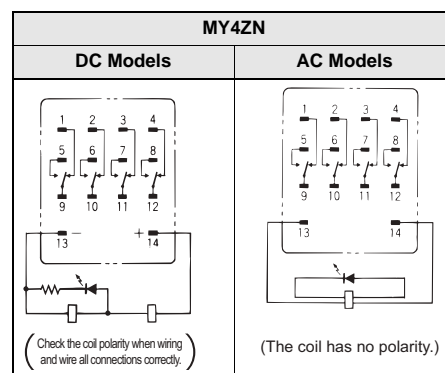 MY4ZN
DC Models AC Models
1 2 3 4
5 6 7 8
9 10 11 12
13 − + 14
(Check the coil polarity when wiring
and wire all connections correctly.)
1 2 3 4
5 6 7 8
9 10 11 12
13 14
(The coil has no polarity.)